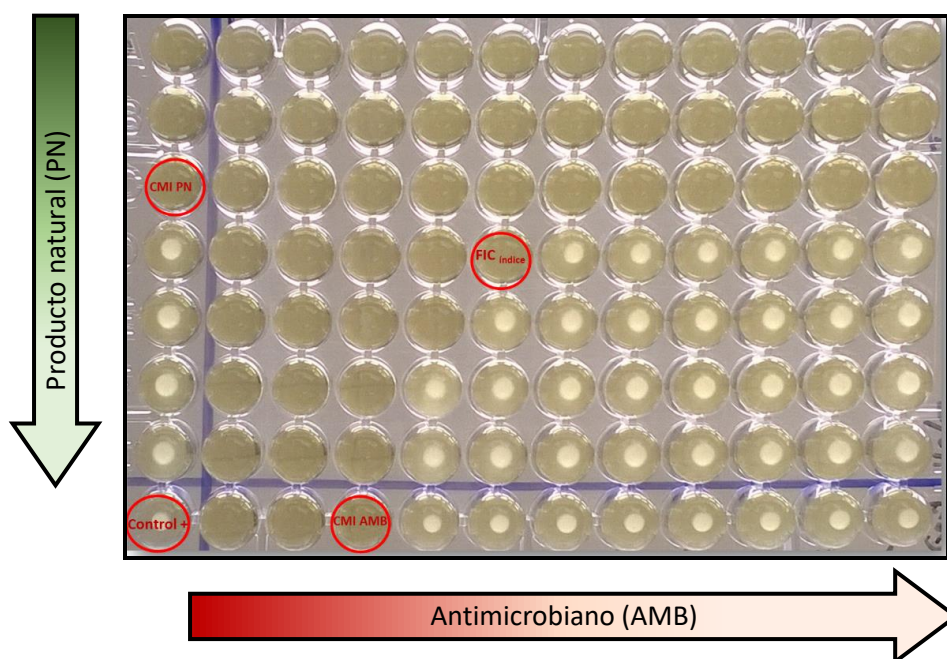 Producto natural (PN)
CMI PN
FIC índice
Control +
CMI AMB
Antimicrobiano (AMB)